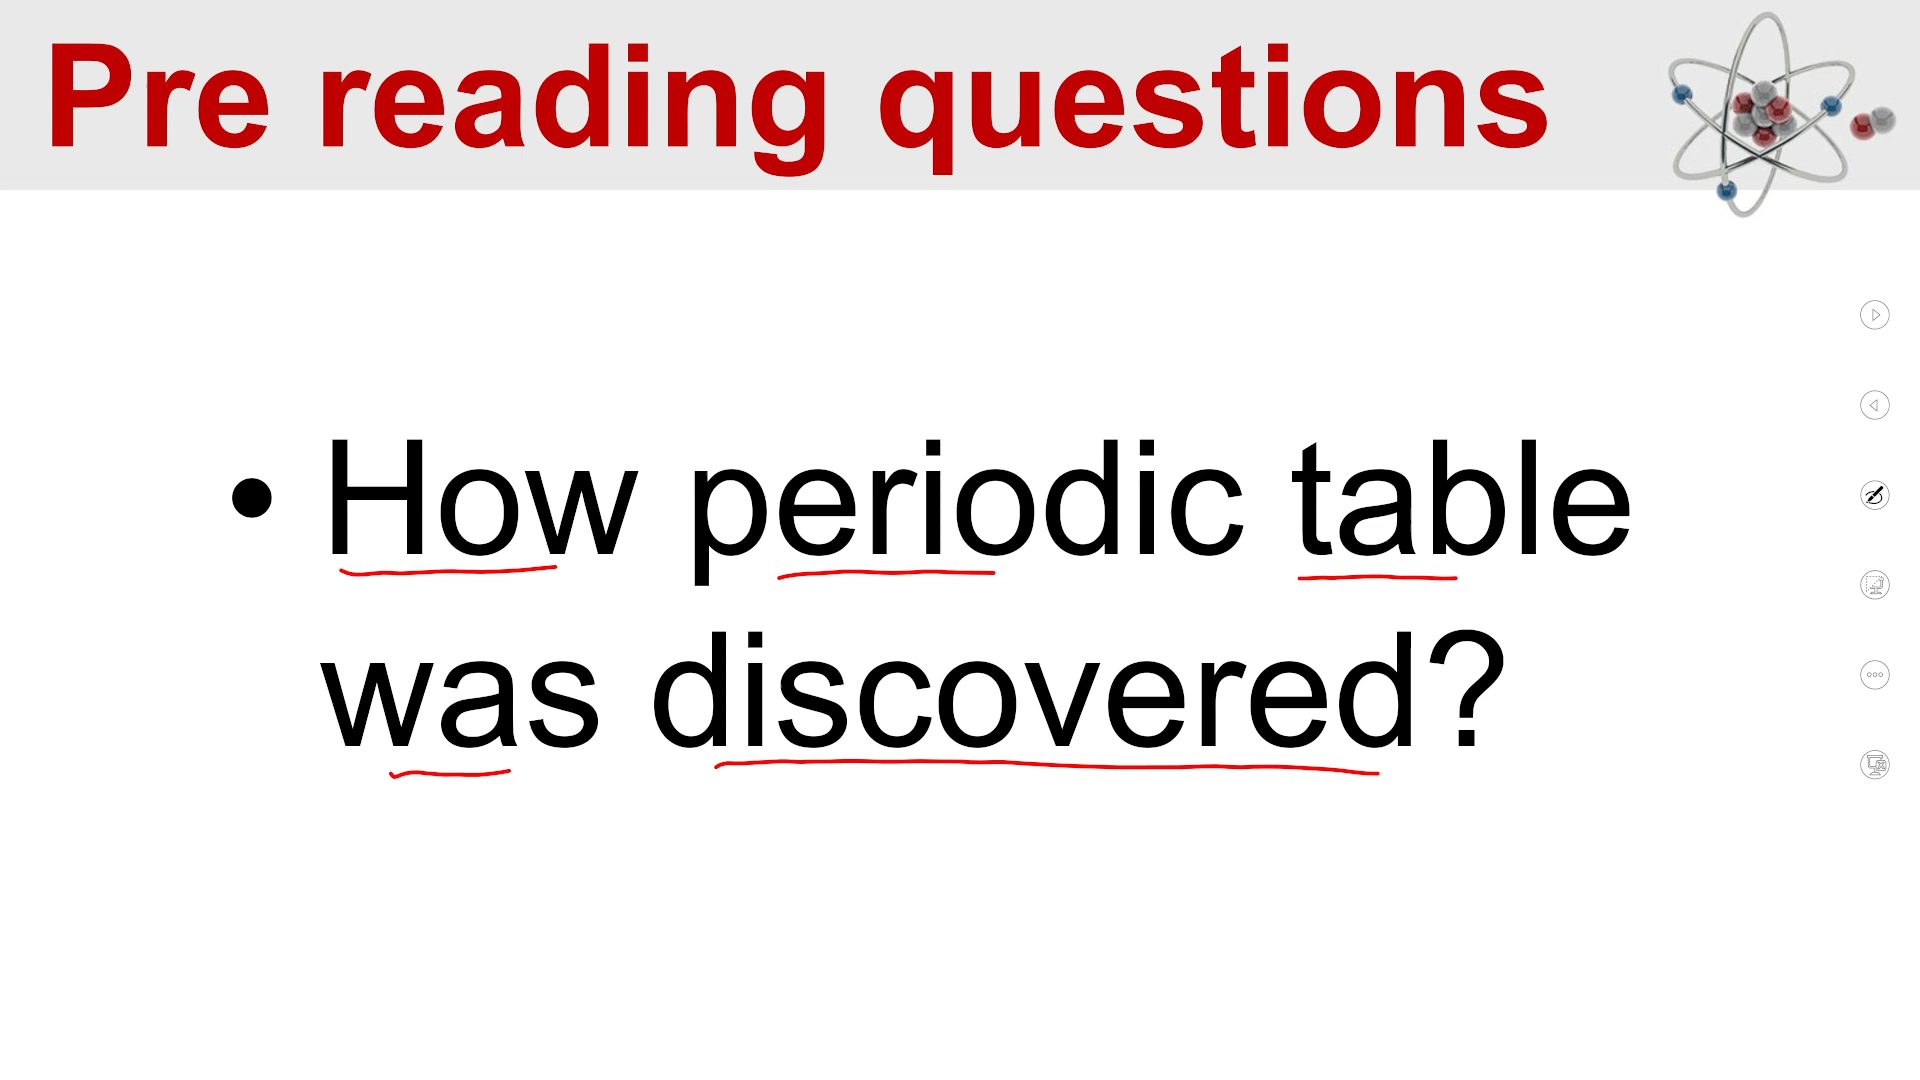 Pre reading questions
• How periodic table
was discovered?